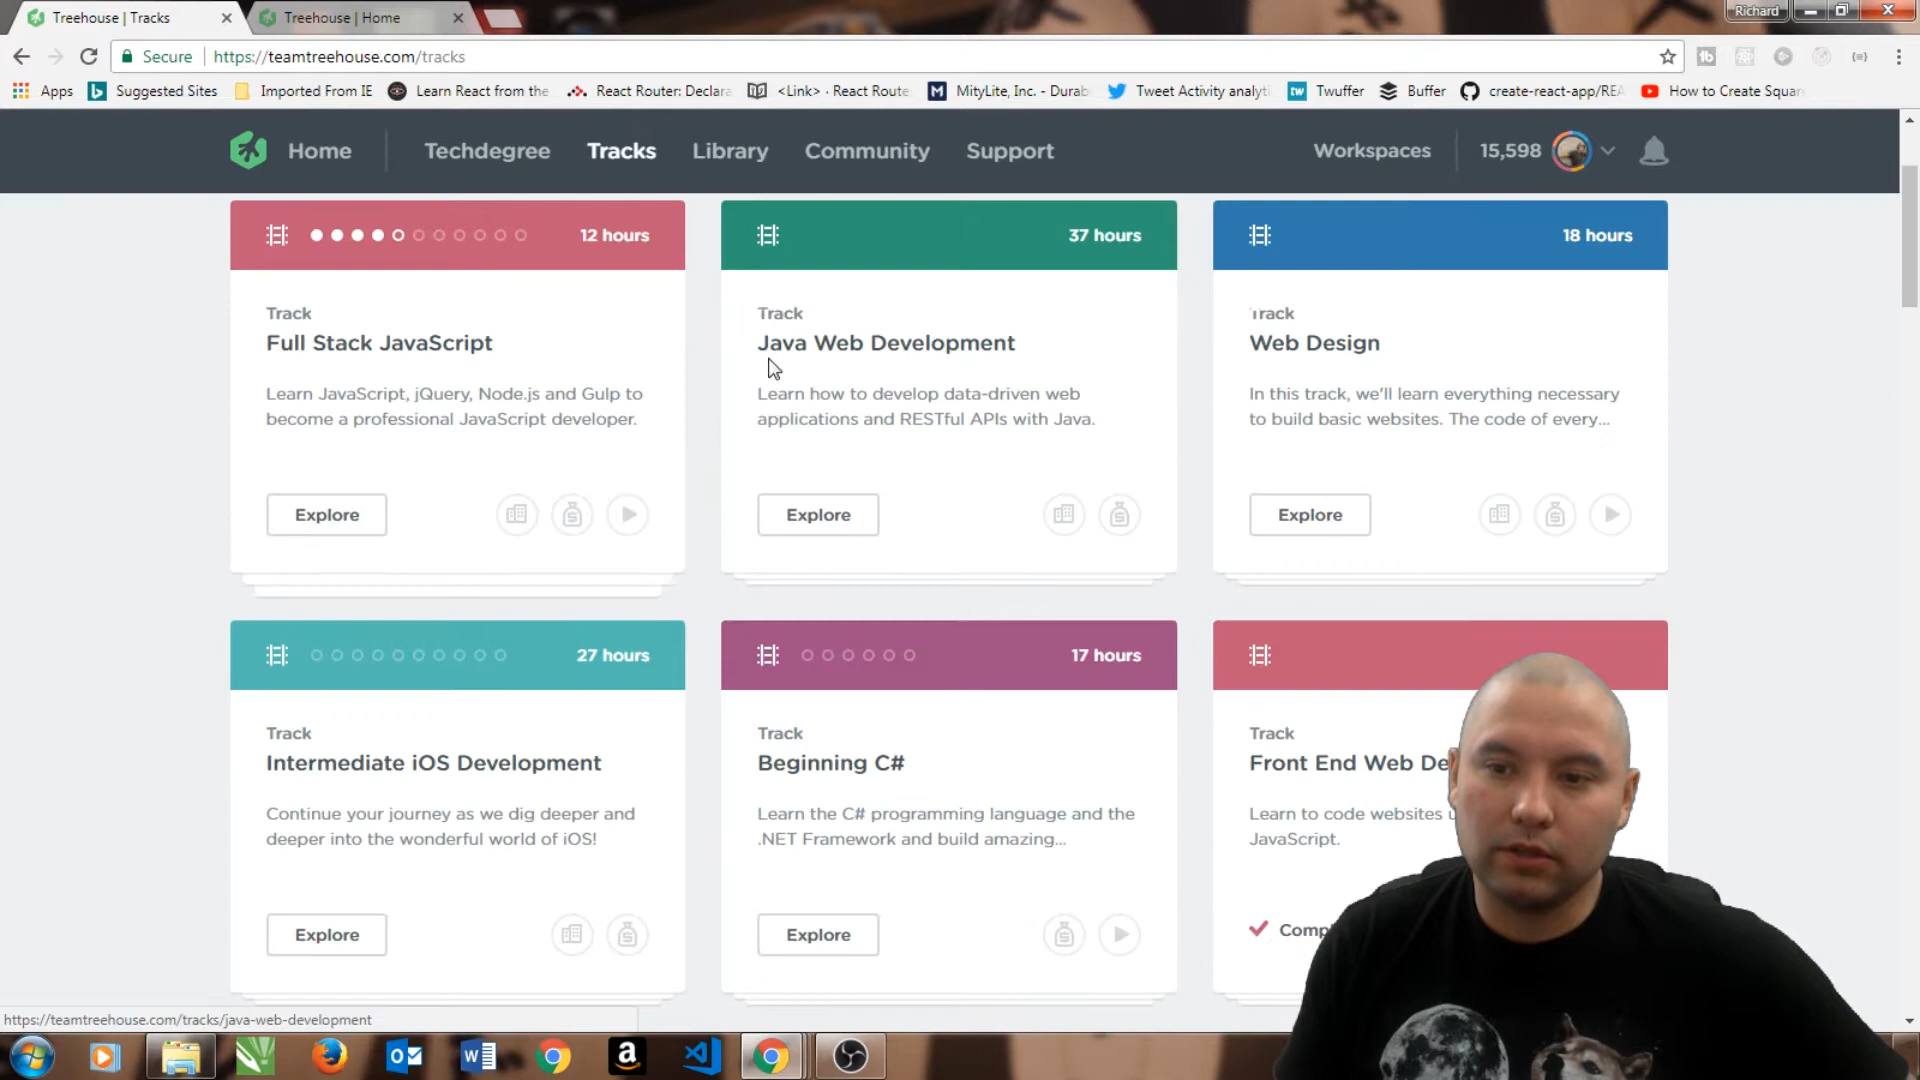 Treehouse | Tracks
Treehouse | Home
Richard
Secure https://teamtreehouse.com/tracks
Apps Suggested Sites Imported From IE Learn React from the React Router: Declara <Link> · React Route MityLite, Inc. - Durab Tweet Activity analyti Twuffer Buffer create-react-app/REA How to Create Squar
Home Techdegree Tracks Library Community Support Workspaces 15,598
12 hours
37 hours
18 hours
Track
Full Stack JavaScript
Learn JavaScript, jQuery, Node.js and Gulp to
become a professional JavaScript developer.
Explore
Track
Java Web Development
Learn how to develop data-driven web
applications and RESTful APIs with Java.
Explore
Track
Web Design
In this track, we'll learn everything necessary
to build basic websites. The code of every...
Explore
27 hours
17 hours
Track
Intermediate iOS Development
Continue your journey as we dig deeper and
deeper into the wonderful world of iOS!
Explore
Track
Beginning C#
Learn the C# programming language and the
.NET Framework and build amazing...
Explore
Track
Front End Web De
Learn to code websites
JavaScript.
Comp
https://teamtreehouse.com/tracks/java-web-development